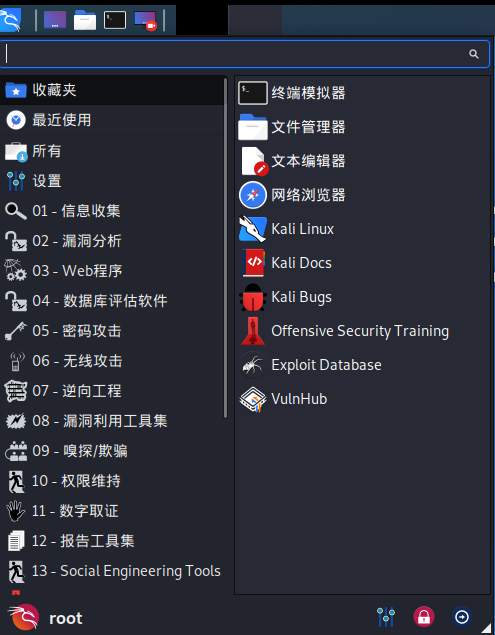 收藏夹
最近使用
所有
设置
01 - 信息收集
02 - 漏洞分析
03 - Web程序
04 - 数据库评估软件
05 - 密码攻击
06 - 无线攻击
07 - 逆向工程
08 - 漏洞利用工具集
09 - 嗅探/欺骗
10 - 权限维持
11 - 数字取证
12 - 报告工具集
13 - Social Engineering Tools
终端模拟器
文件管理器
文本编辑器
网络浏览器
Kali Linux
Kali Docs
Kali Bugs
Offensive Security Training
Exploit Database
VulnHub
root